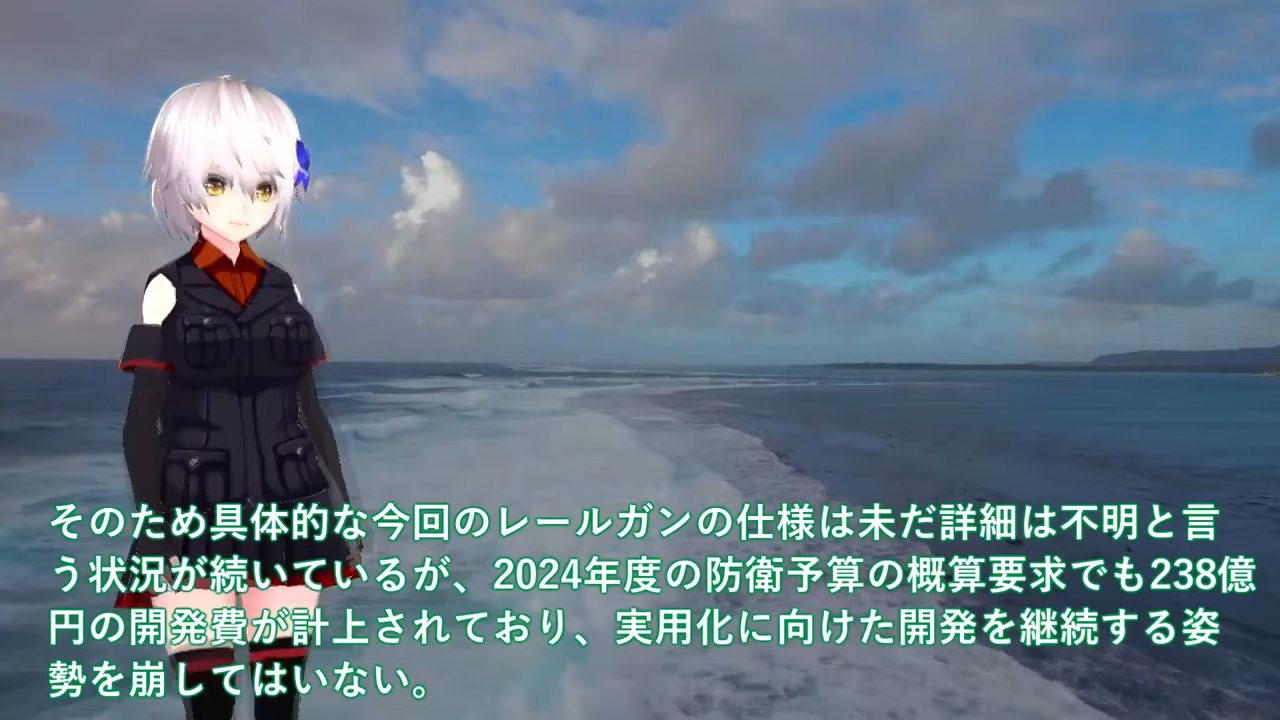 そのため具体的な今回のレールガンの仕様は未だ詳細は不明と言
う状況が続いているが、2024年度の防衛予算の概算要求でも238億
円の開発費が計上されており、実用化に向けた開発を継続する姿
勢を崩してはいない。